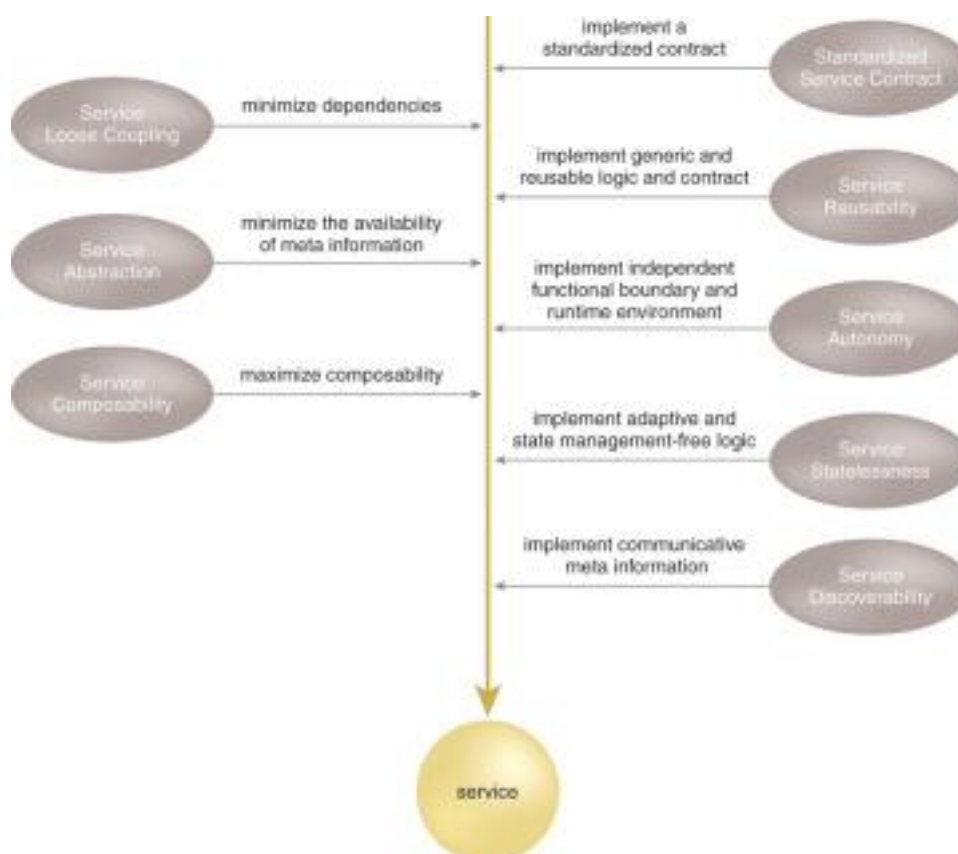 implement a
standardized contract
Standardized
Service Contract
Service
Loose Coupling
minimize dependencies
implement generic and
reusable logic and contract
Service
Reusability
Service
Abstraction
minimize the availability
of meta information
implement independent
functional boundary and
runtime environment
Service
Autonomy
Service
Composability
maximize composability
implement adaptive and
state management-free logic
Service
Statelessness
implement communicative
meta information
Service
Discoverability
service